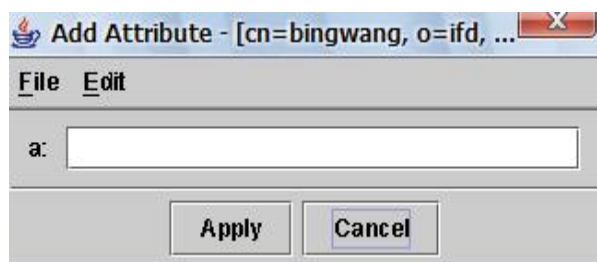 Add Attribute - [cn=bingwang, o=ifd, ...
File Edit
a:
Apply Cancel